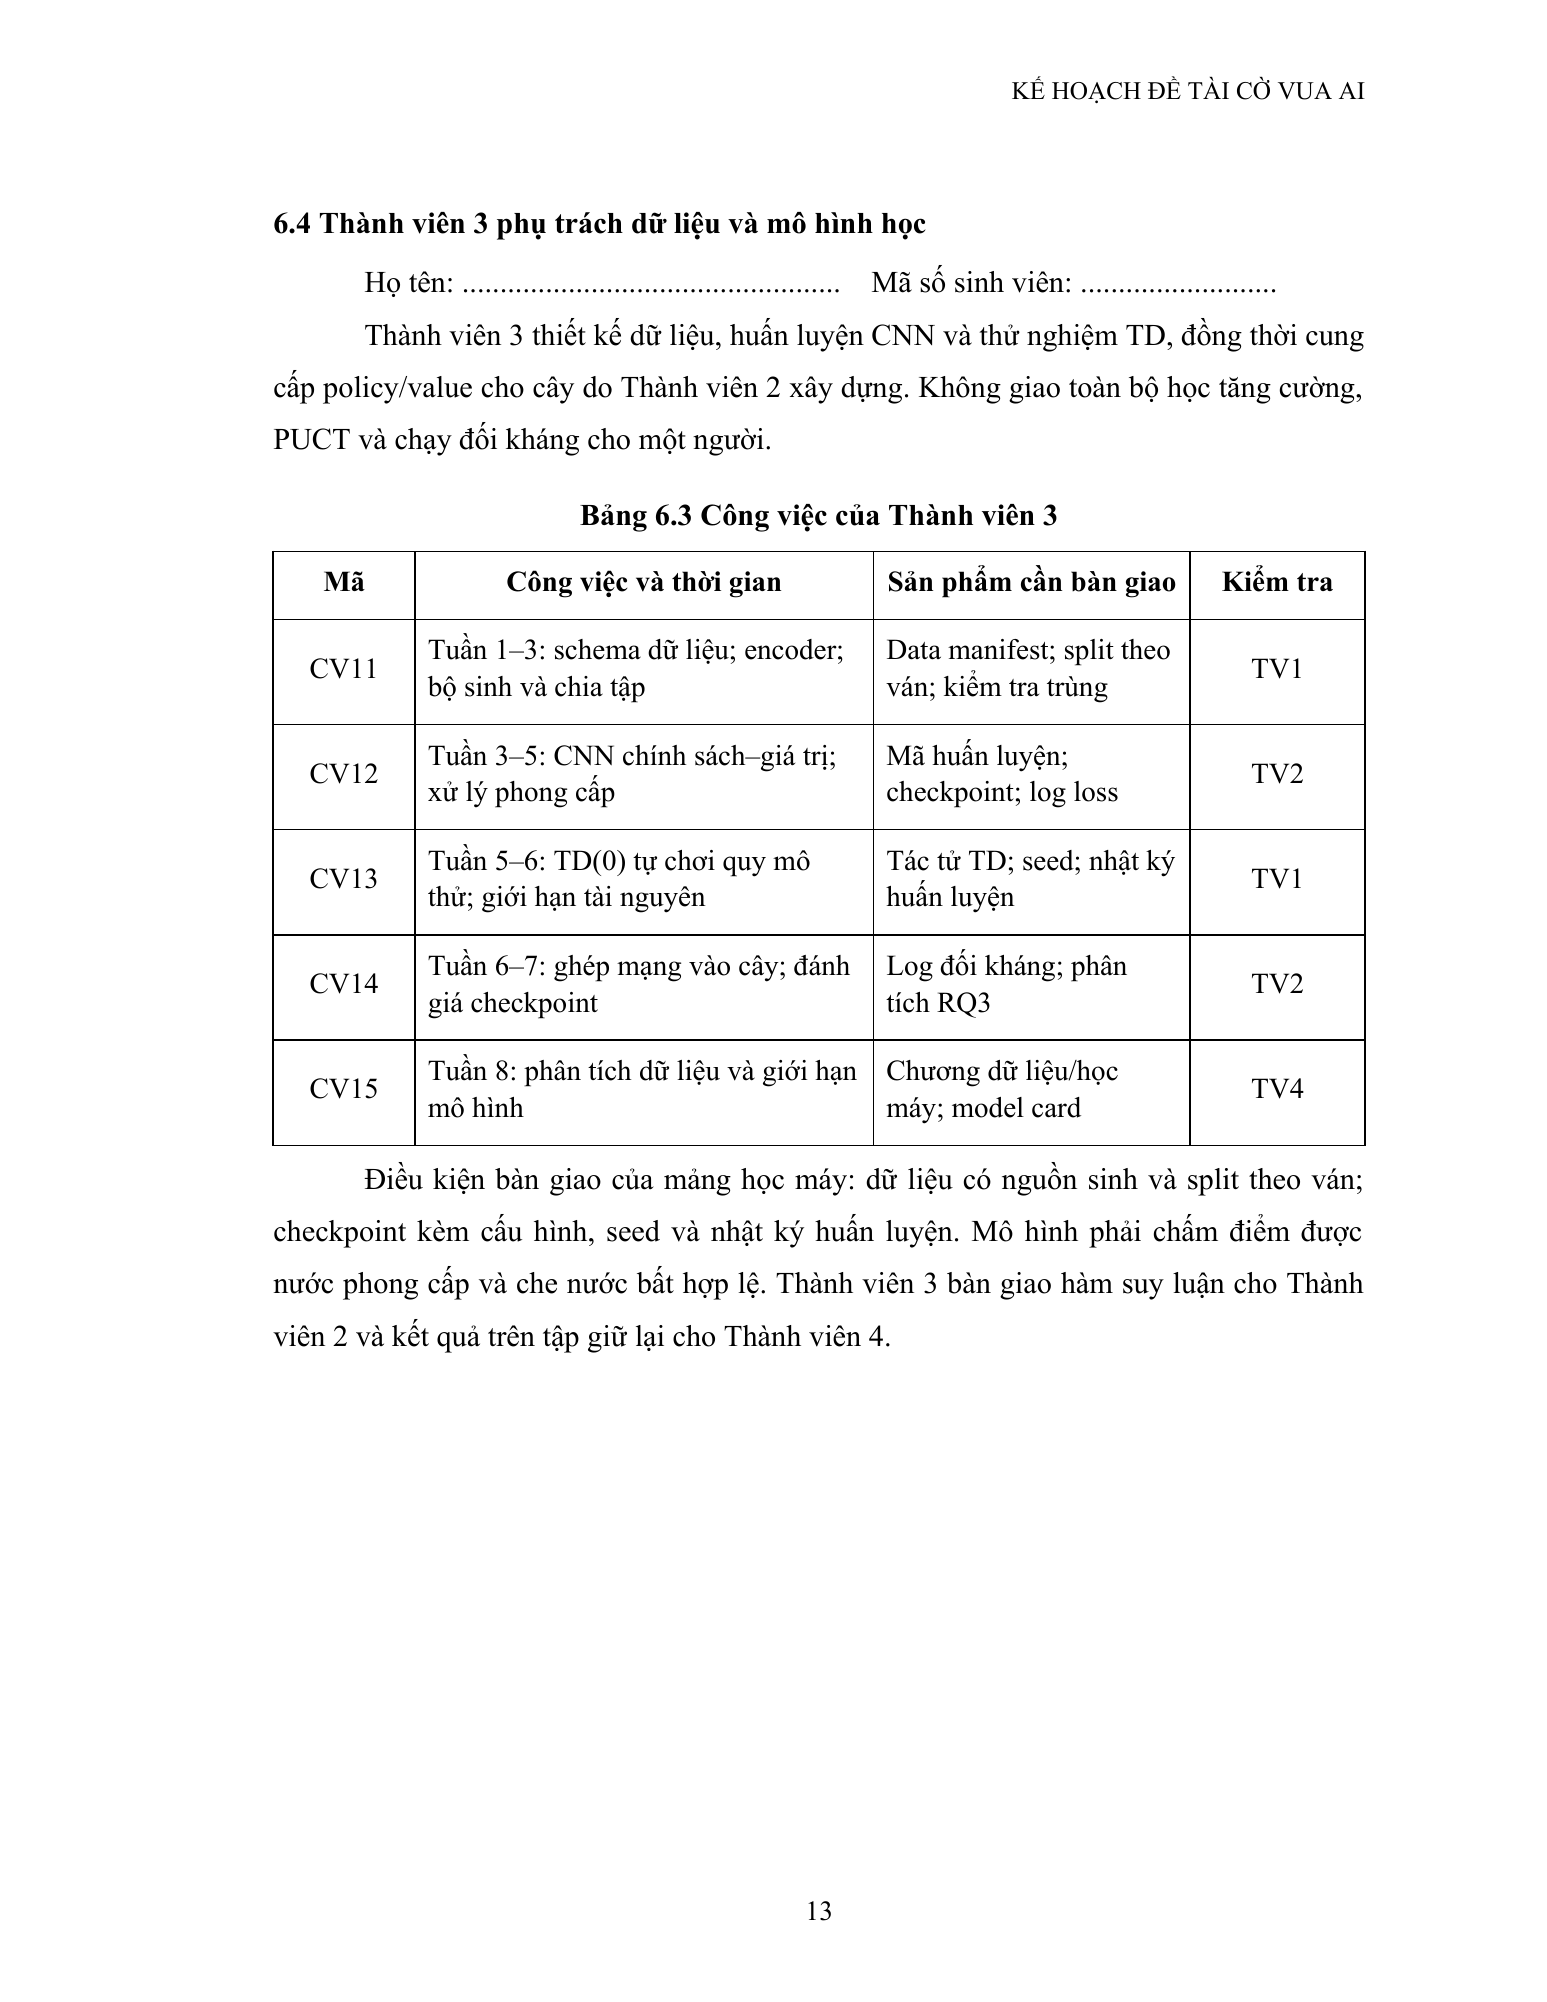 KẾ HOẠCH ĐỀ TÀI CỜ VUA AI
6.4 Thành viên 3 phụ trách dữ liệu và mô hình học
Họ tên: .................................................. Mã số sinh viên: ..........................
Thành viên 3 thiết kế dữ liệu, huấn luyện CNN và thử nghiệm TD, đồng thời cung
cấp policy/value cho cây do Thành viên 2 xây dựng. Không giao toàn bộ học tăng cường,
PUCT và chạy đối kháng cho một người.
Bảng 6.3 Công việc của Thành viên 3
Mã Công việc và thời gian Sản phẩm cần bàn giao Kiểm tra
CV11 Tuần 1–3: schema dữ liệu; encoder; Data manifest; split theo TV1
bộ sinh và chia tập ván; kiểm tra trùng
CV12 Tuần 3–5: CNN chính sách–giá trị; Mã huấn luyện; TV2
xử lý phong cấp checkpoint; log loss
CV13 Tuần 5–6: TD(0) tự chơi quy mô Tác tử TD; seed; nhật ký TV1
thử; giới hạn tài nguyên huấn luyện
CV14 Tuần 6–7: ghép mạng vào cây; đánh Log đối kháng; phân TV2
giá checkpoint tích RQ3
CV15 Tuần 8: phân tích dữ liệu và giới hạn Chương dữ liệu/học TV4
mô hình máy; model card
Điều kiện bàn giao của mảng học máy: dữ liệu có nguồn sinh và split theo ván;
checkpoint kèm cấu hình, seed và nhật ký huấn luyện. Mô hình phải chấm điểm được
nước phong cấp và che nước bất hợp lệ. Thành viên 3 bàn giao hàm suy luận cho Thành
viên 2 và kết quả trên tập giữ lại cho Thành viên 4.
13